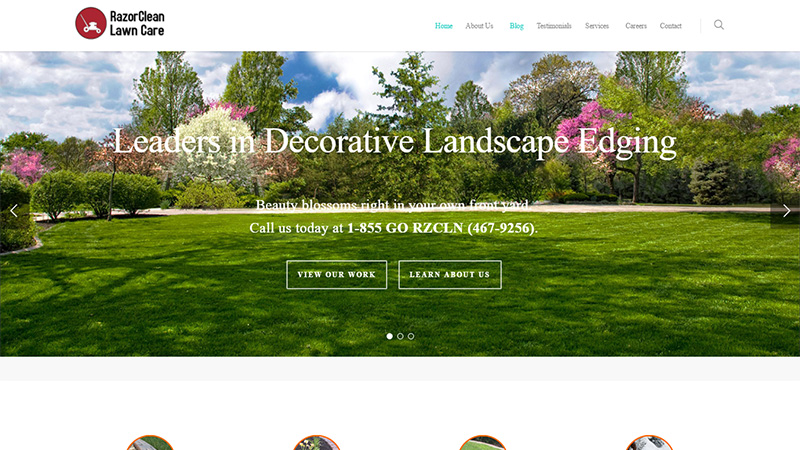 RazorClean
Lawn Care
Home About Us Blog Testimonials Services Careers Contact
Leaders in Decorative Landscape Edging
Beauty blossoms right in your own front yard.
Call us today at 1-855 GO RZCLN (467-9256).
VIEW OUR WORK LEARN ABOUT US